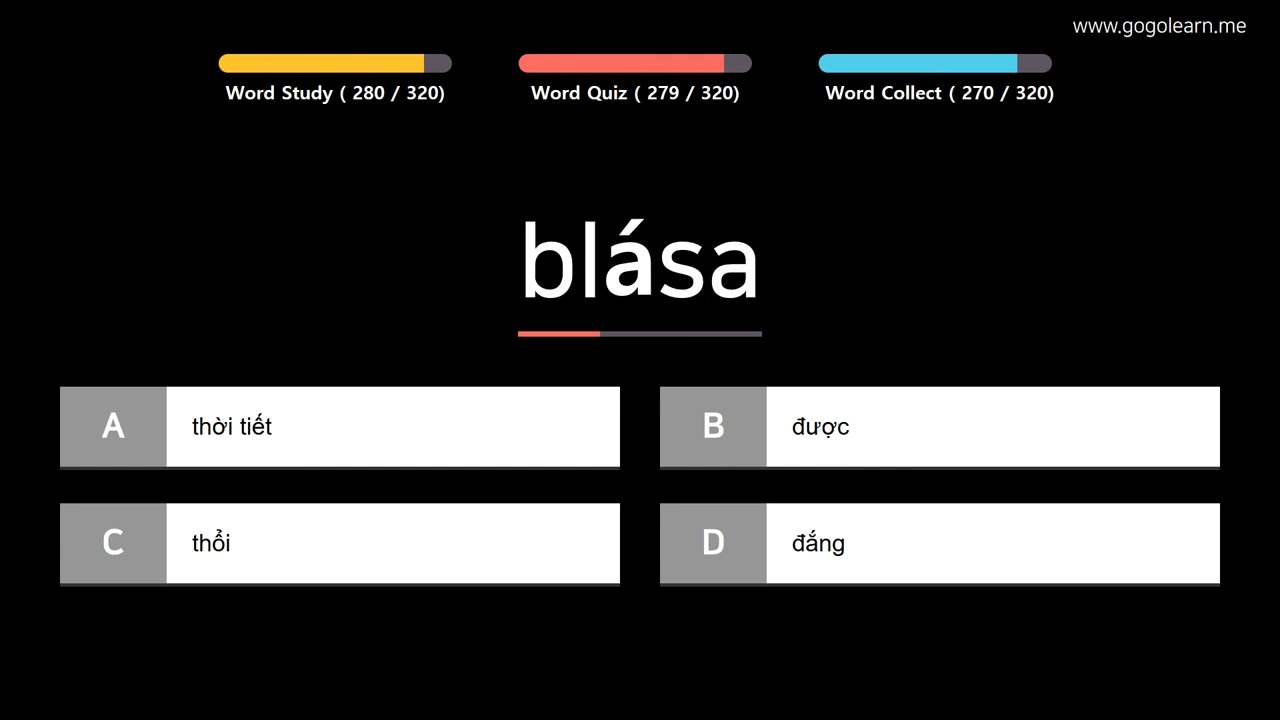 www.gogolearn.me
Word Study ( 280 / 320)
Word Quiz ( 279 / 320)
Word Collect ( 270 / 320)
blása
A thời tiết
B được
C thổi
D đắng